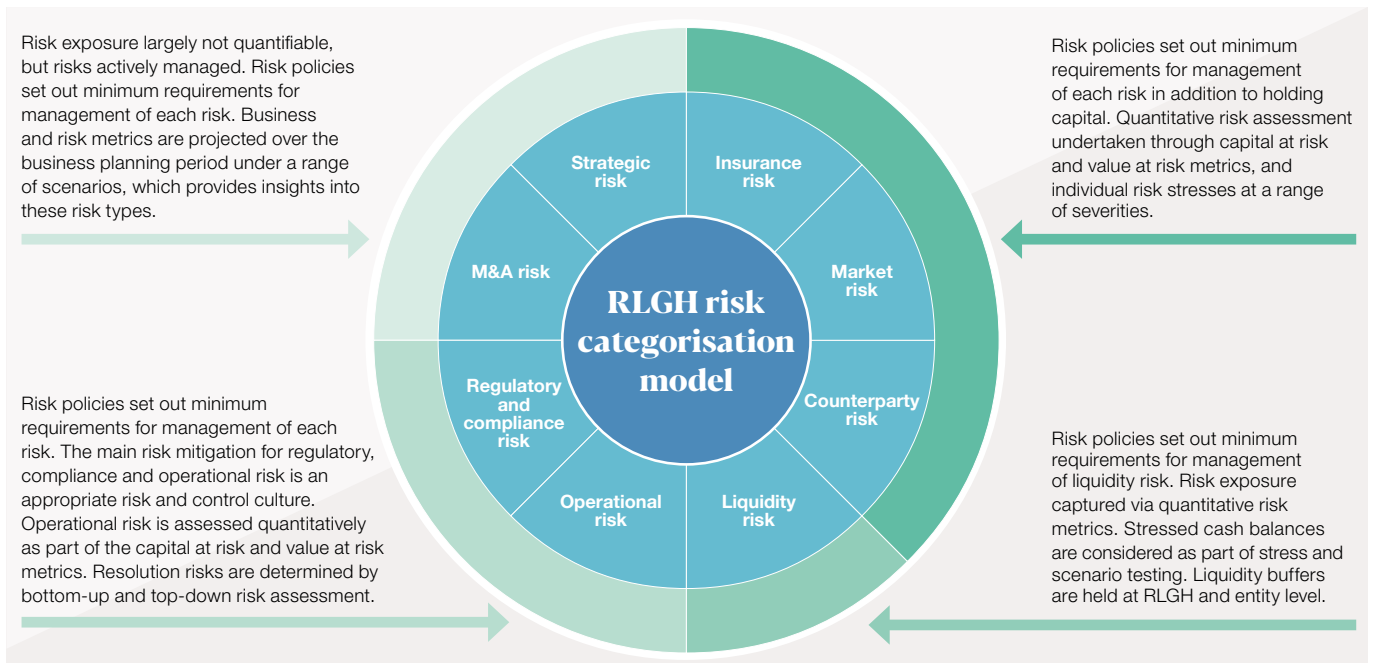 Risk exposure largely not quantifiable,
but risks actively managed. Risk policies
set out minimum requirements for
management of each risk. Business
and risk metrics are projected over the
business planning period under a range
of scenarios, which provides insights into
these risk types.
Risk policies set out minimum
requirements for management
of each risk in addition to holding
capital. Quantitative risk assessment
undertaken through capital at risk
and value at risk metrics, and
individual risk stresses at a range
of severities.
Strategic
risk
Insurance
risk
M&A risk
Market
risk
RLGH risk
categorisation
model
Regulatory
and
compliance
risk
Counterparty
risk
Operational
risk
Liquidity
risk
Risk policies set out minimum
requirements for management of each
risk. The main risk mitigation for regulatory,
compliance and operational risk is an
appropriate risk and control culture.
Operational risk is assessed quantitatively
as part of the capital at risk and value at risk
metrics. Resolution risks are determined by
bottom-up and top-down risk assessment.
Risk policies set out minimum
requirements for management
of liquidity risk. Risk exposure
captured via quantitative risk
metrics. Stressed cash balances
are considered as part of stress and
scenario testing. Liquidity buffers
are held at RLGH and entity level.